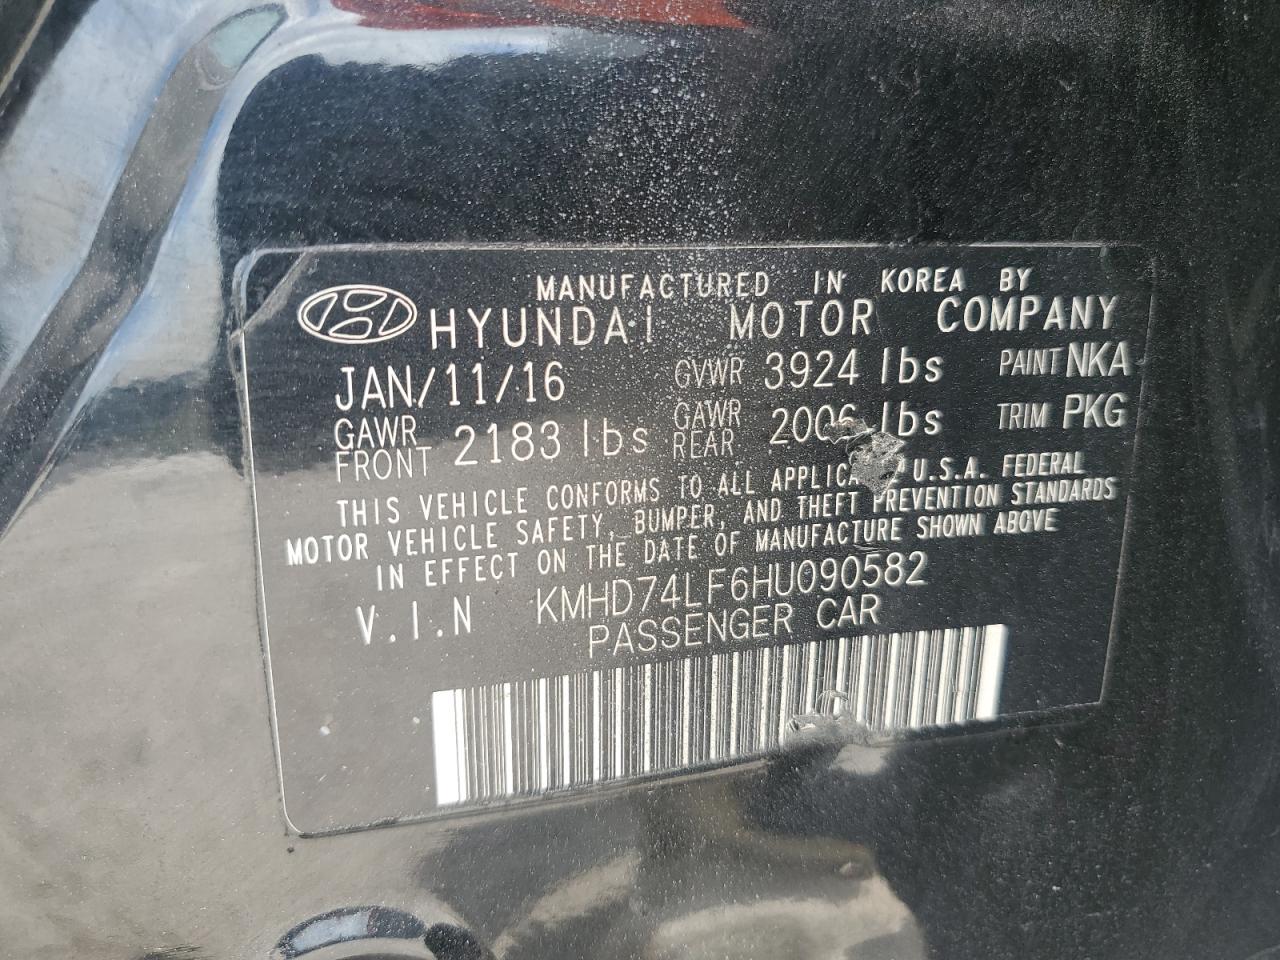 MANUFACTURED IN KOREA BY
HYUNDAI MOTOR COMPANY
JAN/11/16 GVWR 3924 lbs PAINT NKA
GAWR FRONT 2183 lbs GAWR REAR 2006 lbs TRIM PKG
THIS VEHICLE CONFORMS TO ALL U.S.A. FEDERAL
MOTOR VEHICLE SAFETY, BUMPER, AND THEFT PREVENTION STANDARDS
IN EFFECT ON THE DATE OF MANUFACTURE SHOWN ABOVE
V.I.N KMHD74LF6HU090582
PASSENGER CAR